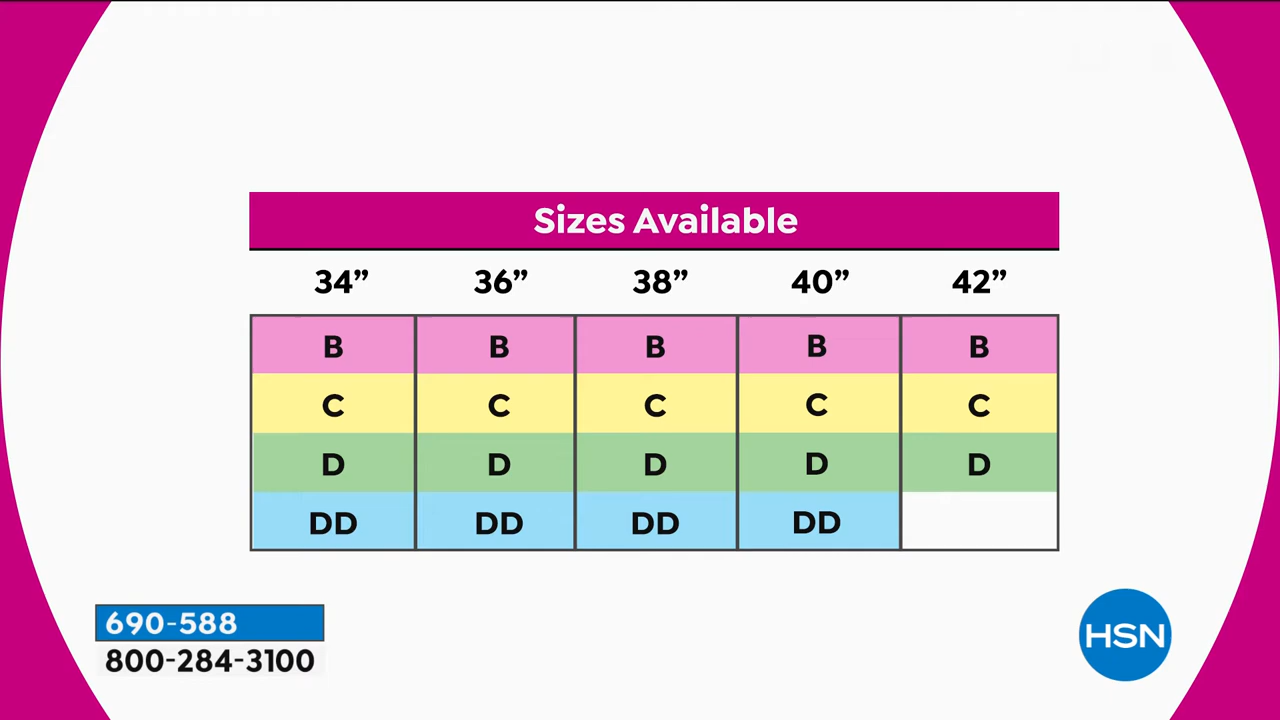 Sizes Available
34” 36” 38” 40” 42”
B B B B B
C C C C C
D D D D D
DD DD DD DD
690-588
800-284-3100
HSN